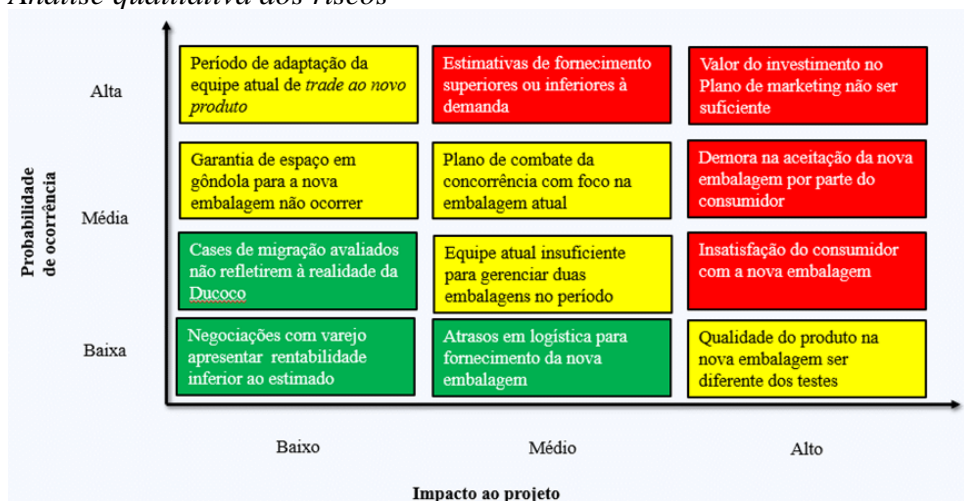 Análise qualitativa dos riscos
Probabilidade
de ocorrência
Alta
Período de adaptação da
equipe atual de trade ao novo
produto
Estimativas de fornecimento
superiores ou inferiores à
demanda
Valor do investimento no
Plano de marketing não ser
suficiente
Média
Garantia de espaço em
gôndola para a nova
embalagem não ocorrer
Plano de combate da
concorrência com foco na
embalagem atual
Demora na aceitação da nova
embalagem por parte do
consumidor
Cases de migração avaliados
não refletirem à realidade da
Ducoco
Equipe atual insuficiente
para gerenciar duas
embalagens no período
Insatisfação do consumidor
com a nova embalagem
Baixa
Negociações com varejo
apresentar rentabilidade
inferior ao estimado
Atrasos em logística para
fornecimento da nova
embalagem
Qualidade do produto na
nova embalagem ser
diferente dos testes
Baixo
Médio
Alto
Impacto ao projeto